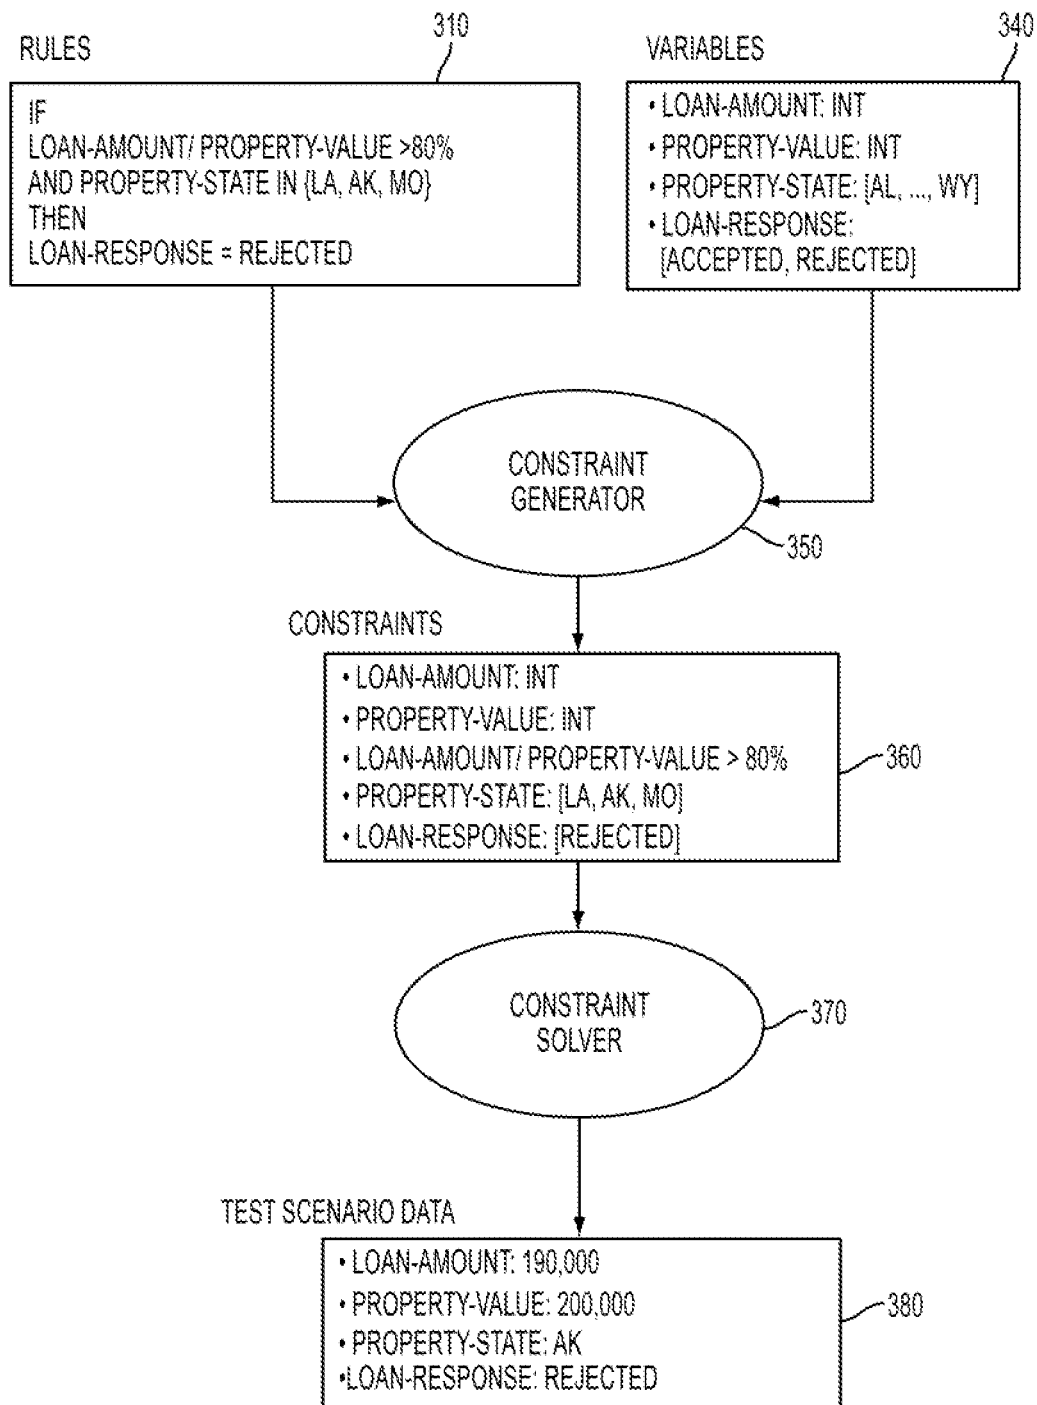 310
RULES
IF
LOAN-AMOUNT/ PROPERTY-VALUE >80%
AND PROPERTY-STATE IN {LA, AK, MO}
THEN
LOAN-RESPONSE = REJECTED
340
VARIABLES
• LOAN-AMOUNT: INT
• PROPERTY-VALUE: INT
• PROPERTY-STATE: [AL, ..., WY]
• LOAN-RESPONSE:
[ACCEPTED, REJECTED]
CONSTRAINT
GENERATOR
350
CONSTRAINTS
• LOAN-AMOUNT: INT
• PROPERTY-VALUE: INT
• LOAN-AMOUNT/ PROPERTY-VALUE > 80%
• PROPERTY-STATE: [LA, AK, MO]
• LOAN-RESPONSE: [REJECTED]
360
CONSTRAINT
SOLVER
370
TEST SCENARIO DATA
• LOAN-AMOUNT: 190,000
• PROPERTY-VALUE: 200,000
• PROPERTY-STATE: AK
•LOAN-RESPONSE: REJECTED
380